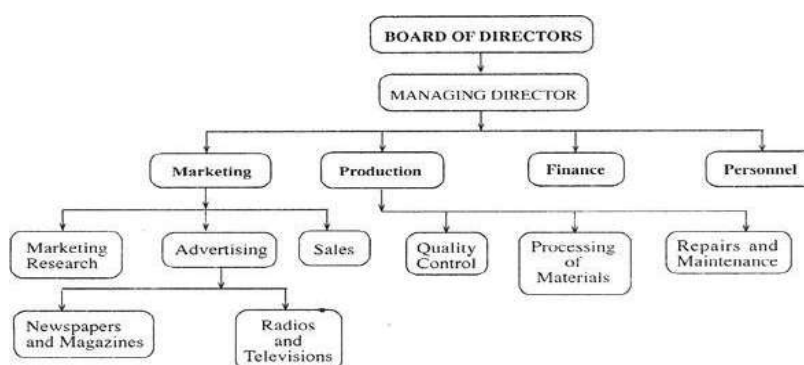 BOARD OF DIRECTORS
MANAGING DIRECTOR
Marketing
Production
Finance
Personnel
Marketing
Research
Advertising
Sales
Quality
Control
Processing
of
Materials
Repairs and
Maintenance
Newspapers
and Magazines
Radios
and
Televisions